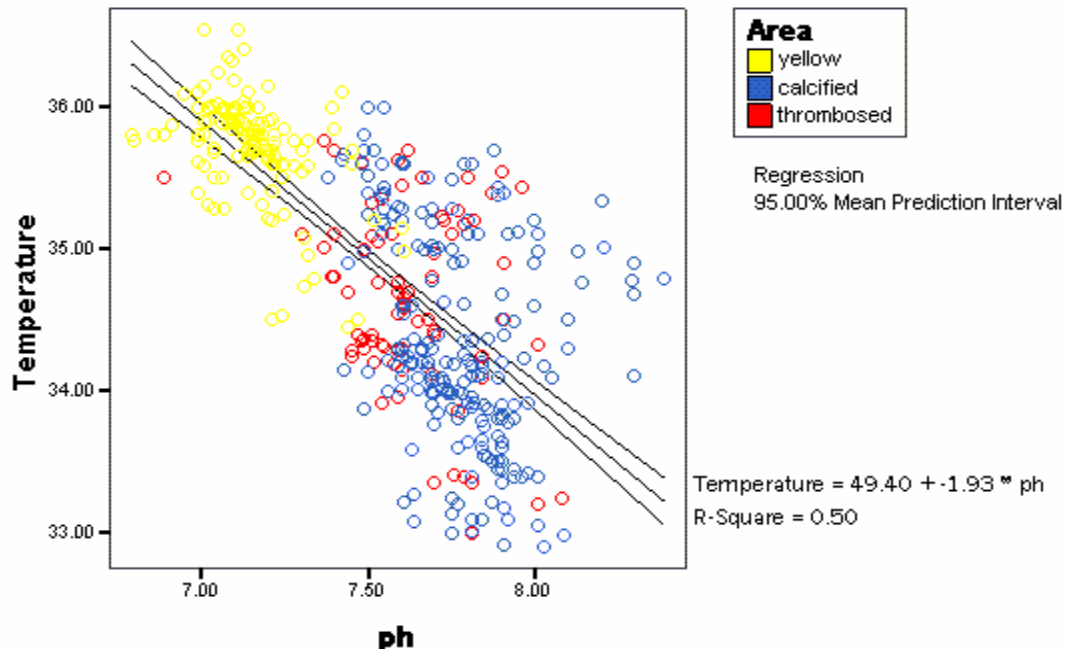 Area
yellow
calcified
thrombosed
Regression
95.00% Mean Prediction Interval
Temperature
36.00
35.00
34.00
33.00
Temperature = 49.40 + -1.93 * ph
R-Square = 0.50
7.00
7.50
8.00
ph